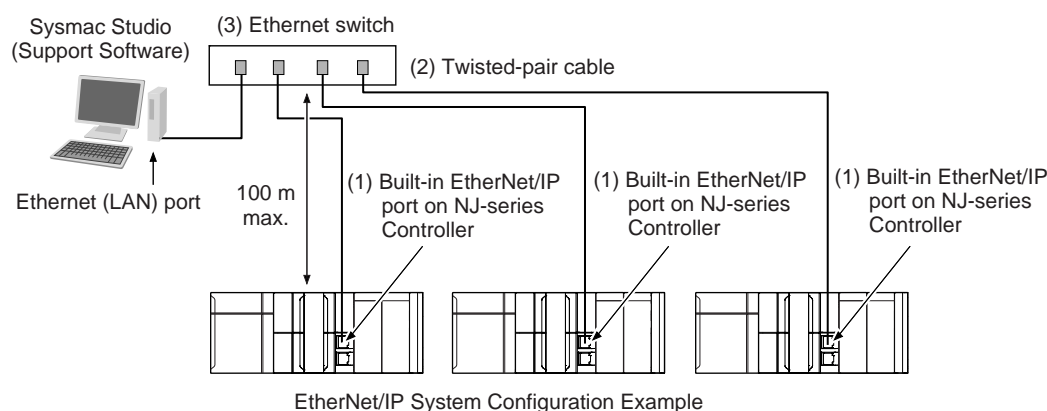 Sysmac Studio
(Support Software)
(3) Ethernet switch
(2) Twisted-pair cable
Ethernet (LAN) port
100 m
max.
(1) Built-in EtherNet/IP
port on NJ-series
Controller
(1) Built-in EtherNet/IP
port on NJ-series
Controller
(1) Built-in EtherNet/IP
port on NJ-series
Controller
EtherNet/IP System Configuration Example